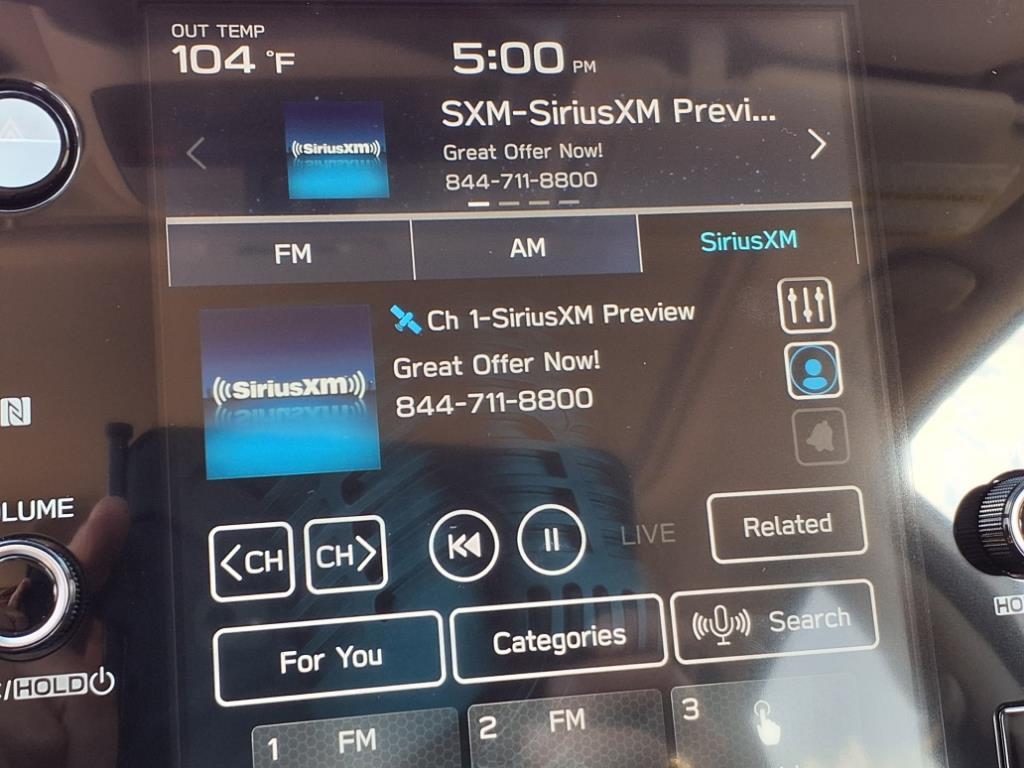 OUT TEMP
104 °F
5:00 PM
SXM-SiriusXM Previ...
((SiriusXM))
Great Offer Now!
844-711-8800
FM
AM
SiriusXM
Ch 1-SiriusXM Preview
Great Offer Now!
844-711-8800
((SiriusXM))
N
LUME
<CH
CH>
LIVE
Related
For You
Categories
Search
/HOLD
HO
1 FM
2 FM
3